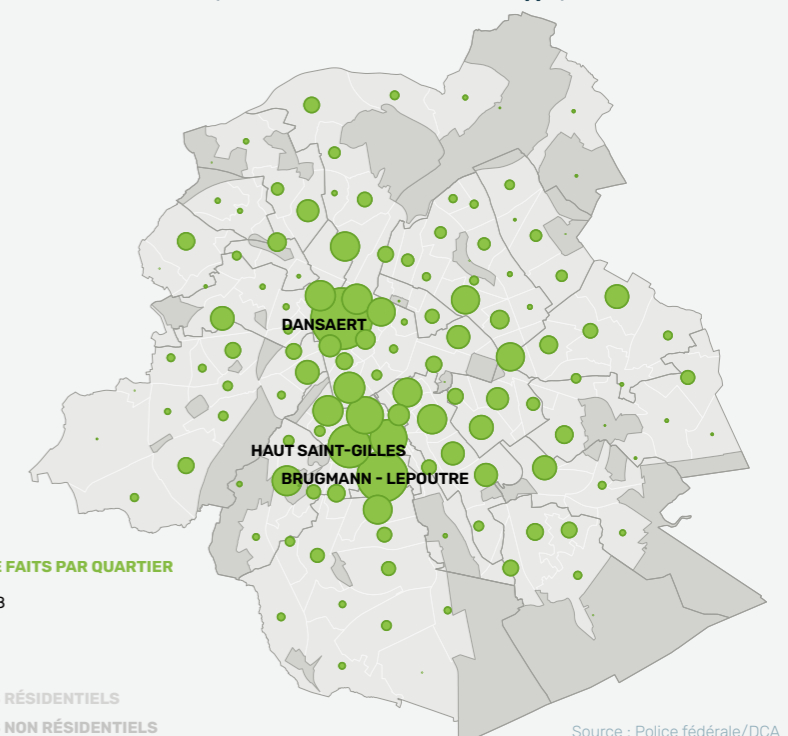 DANSAERT
HAUT SAINT-GILLES
BRUGMANN - LEPOUTRE
FAITS PAR QUARTIER
RÉSIDENTIELS
NON RÉSIDENTIELS
Source : Police fédérale/DCA